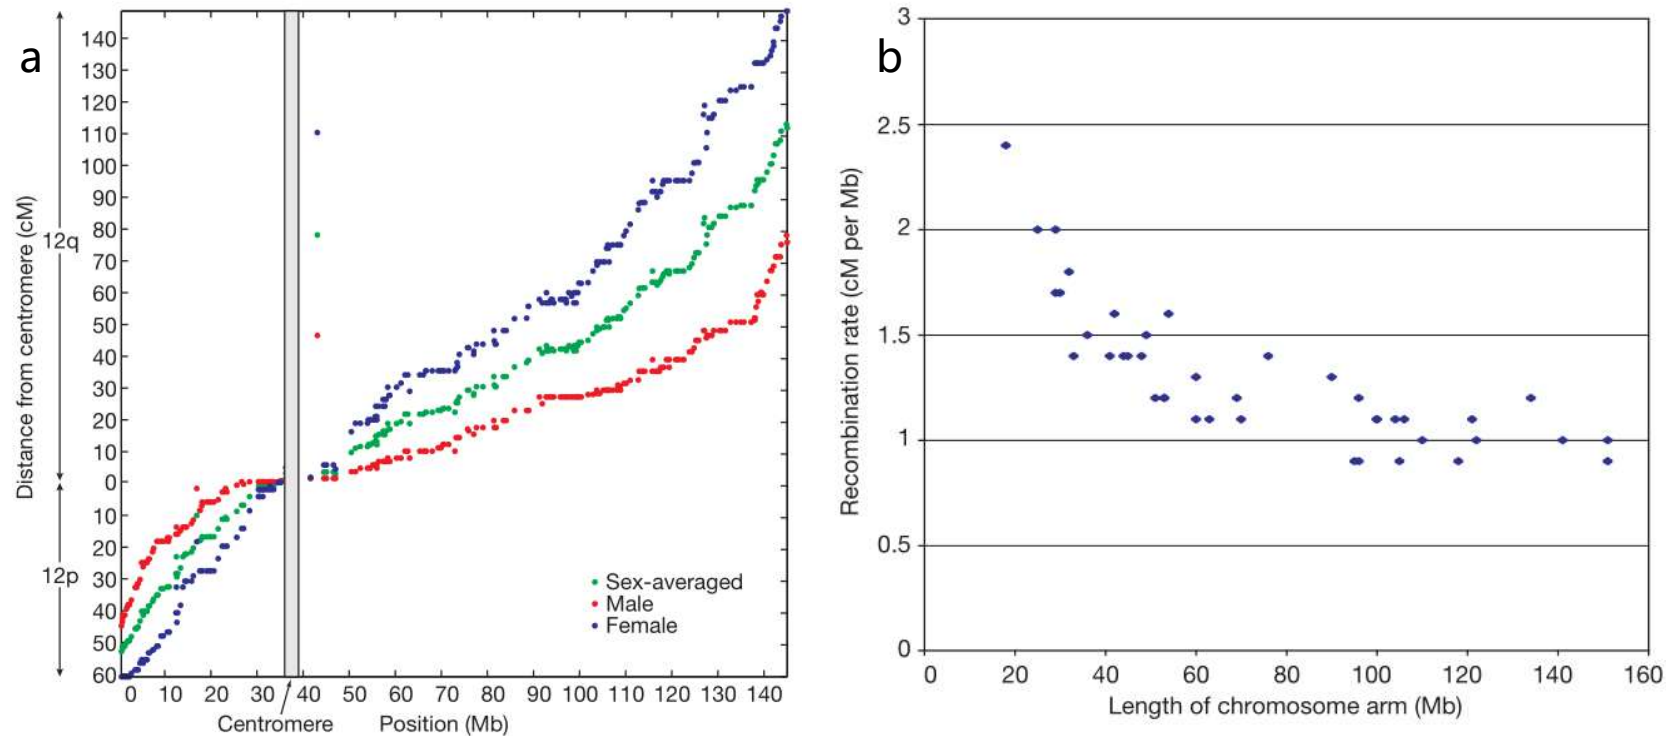 a
140
130
120
110
100
90
80
70
60
50
40
30
20
10
0
10
20
30
40
50
60
12q
12p
Distance from centromere (cM)
Sex-averaged
Male
Female
0 10 20 30 40 50 60 70 80 90 100 110 120 130 140
Centromere Position (Mb)
b
3
2.5
2
1.5
1
0.5
0
Recombination rate (cM per Mb)
0 20 40 60 80 100 120 140 160
Length of chromosome arm (Mb)